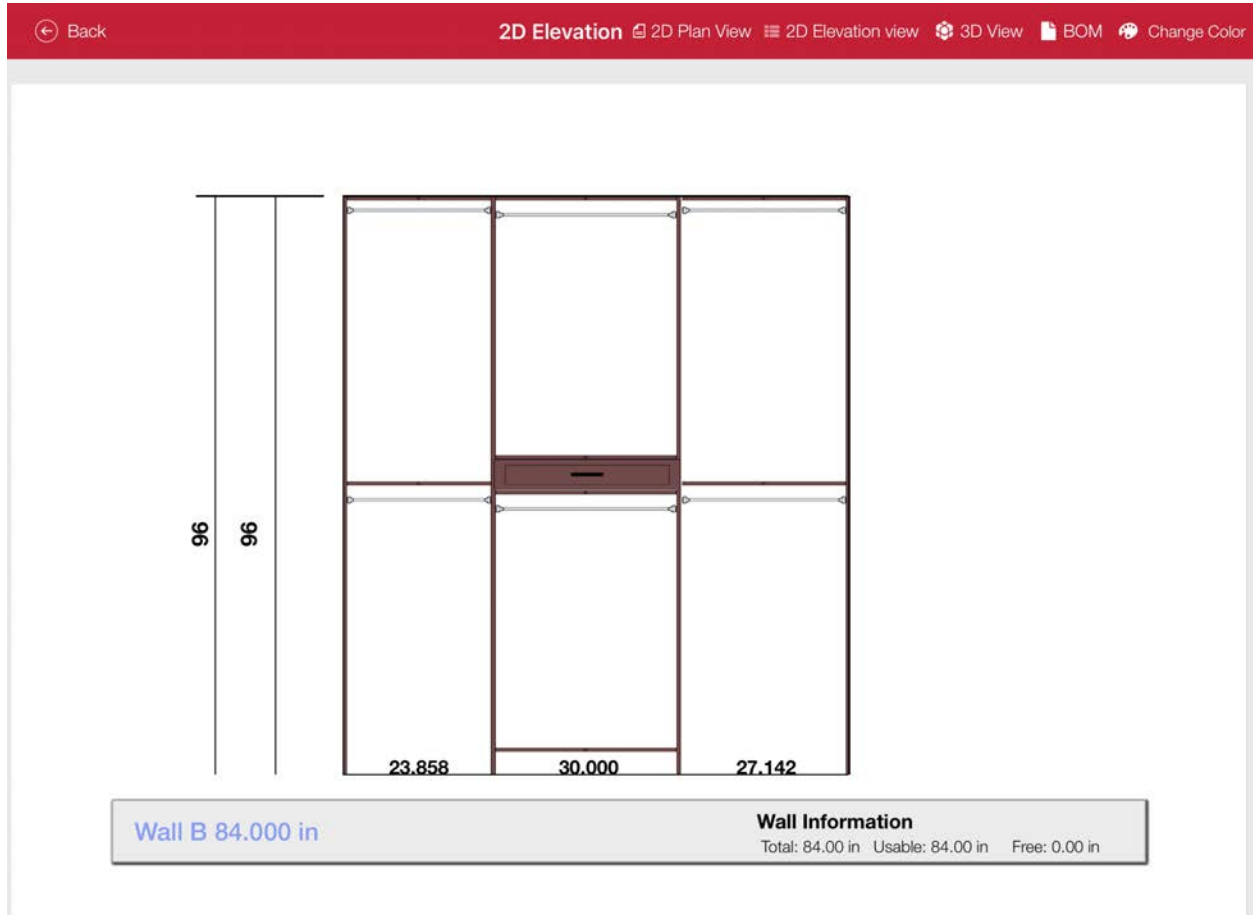 Back 2D Elevation 2D Plan View 2D Elevation view 3D View BOM Change Color
96 96
23.858 30.000 27.142
Wall B 84.000 in
Wall Information
Total: 84.00 in Usable: 84.00 in Free: 0.00 in